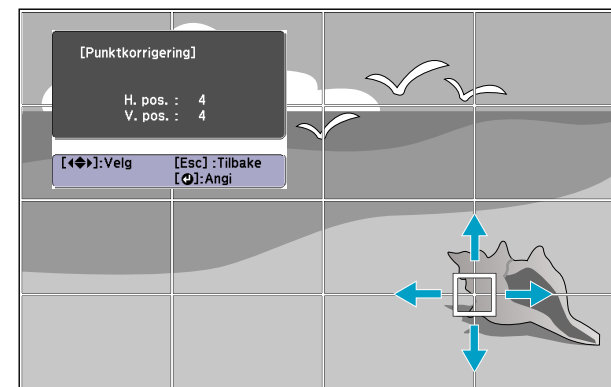 [Punktkorrigering]
H. pos. : 4
V. pos. : 4
[]:Velg [Esc] :Tilbake
[]:Angi